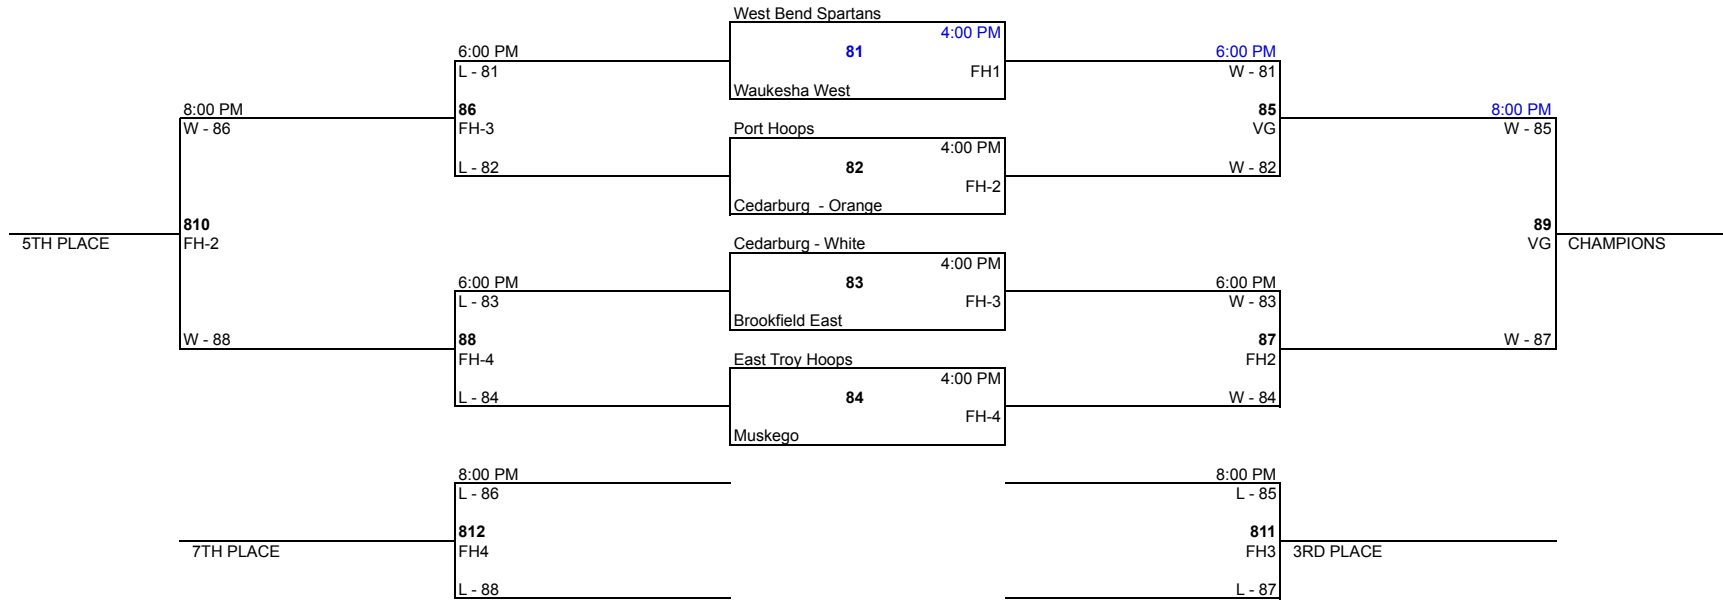 West Bend Spartans
4:00 PM
6:00 PM
81
6:00 PM
L - 81
FH1
W - 81
Waukesha West
8:00 PM
86
85
8:00 PM
W - 86
FH-3
Port Hoops
VG
W - 85
4:00 PM
L - 82
82
W - 82
FH-2
Cedarburg  - Orange
810
89
5TH PLACE
FH-2
Cedarburg - White
VG
CHAMPIONS
4:00 PM
6:00 PM
83
6:00 PM
L - 83
FH-3
W - 83
Brookfield East
W - 88
88
87
W - 87
FH-4
East Troy Hoops
FH2
4:00 PM
L - 84
84
W - 84
FH-4
Muskego
8:00 PM
8:00 PM
L - 86
L - 85
812
811
7TH PLACE
FH4
FH3
3RD PLACE
L - 88
L - 87